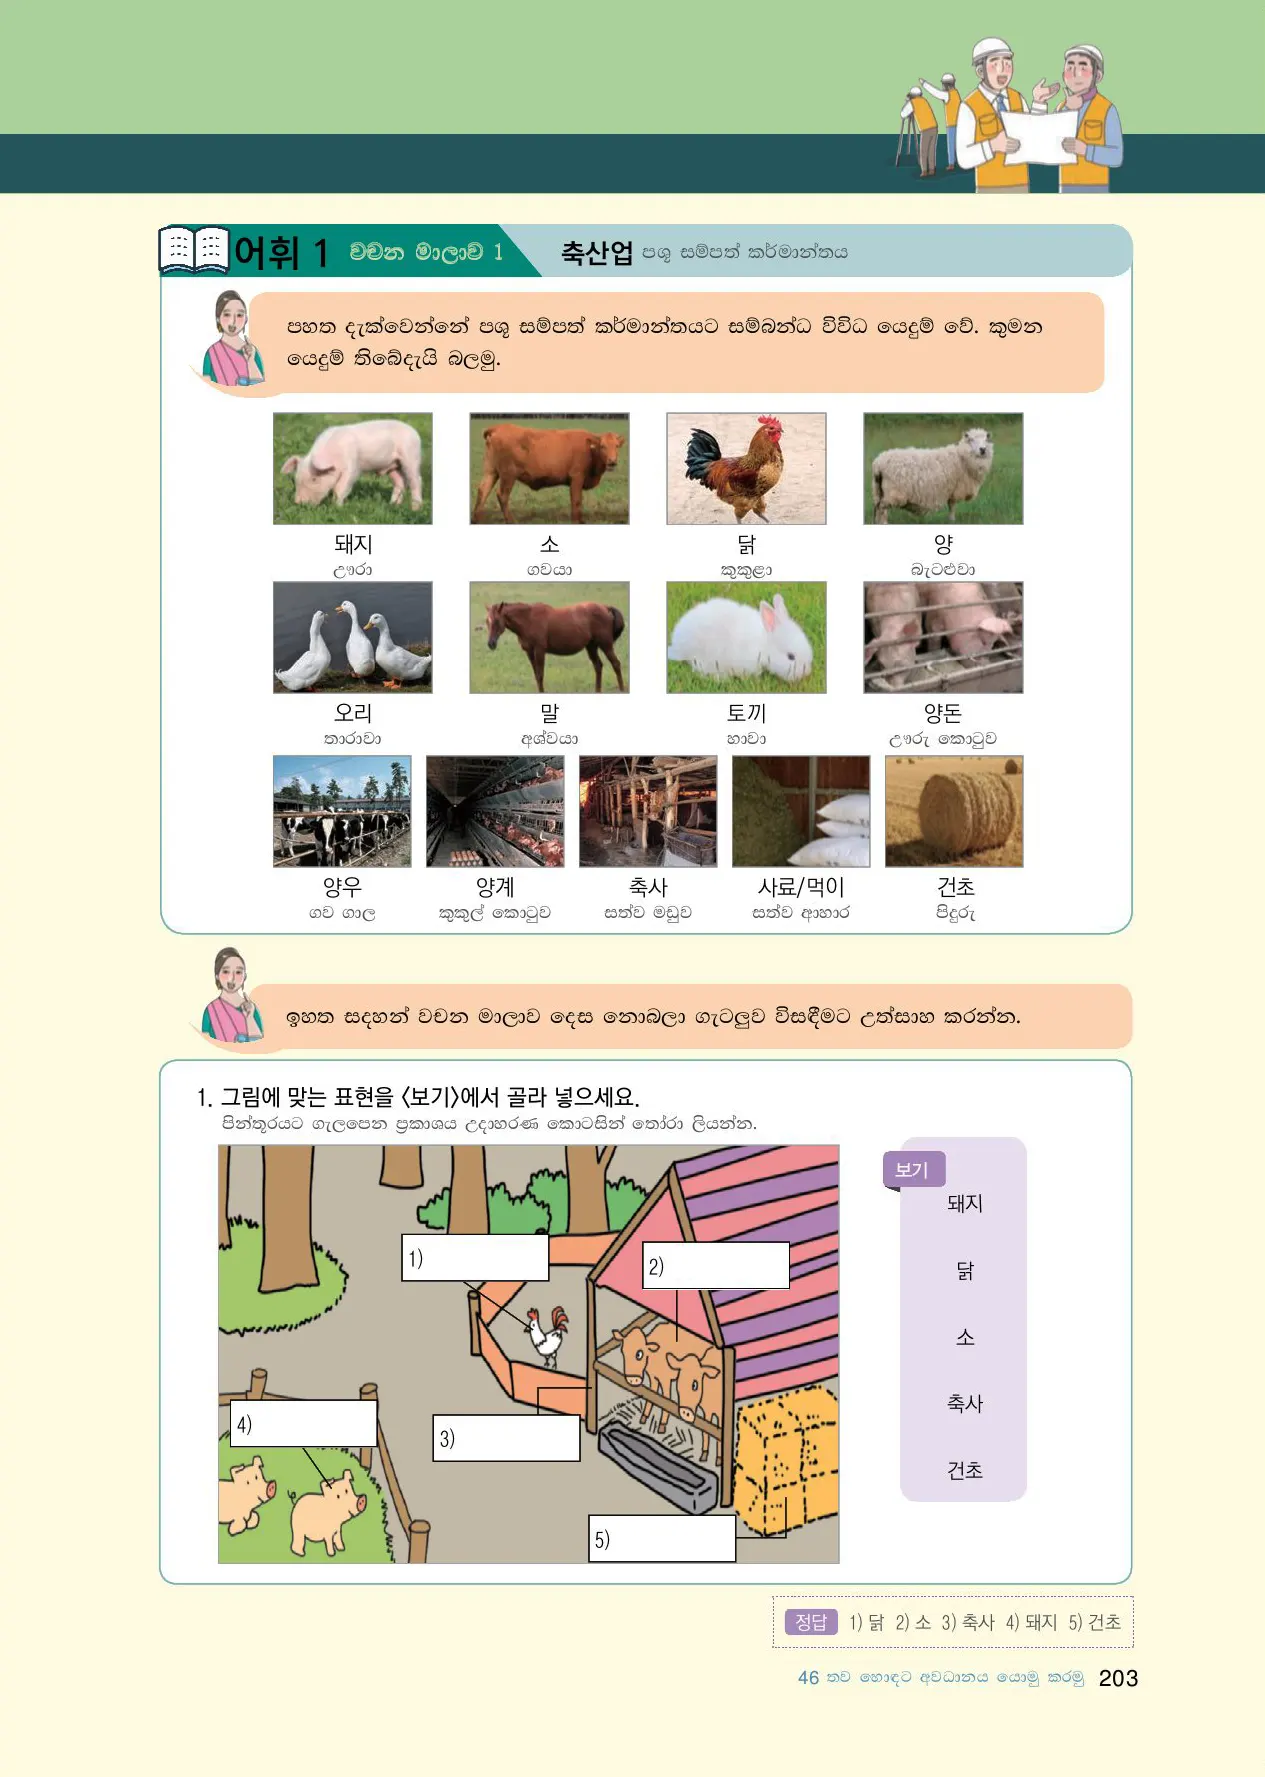 어휘 1 වචන මාලාව 1 축산업 පශු සම්පත් කර්මාන්තය
පහත දැක්වෙන්නේ පශු සම්පත් කර්මාන්තයට සම්බන්ධ විවිධ යෙදුම් වේ. කුමන
යෙදුම් තිබේදැයි බලමු.
돼지 소 닭 양
ඌරා ගවයා කුකුළා බැටළුවා
오리 말 토끼 양돈
තාරාවා අශ්වයා හාවා ඌරු කොටුව
양우 양계 축사 사료/먹이 건초
ගව ගාල කුකුල් කොටුව සත්ව මඩුව සත්ව ආහාර පිදුරු
ඉහත සදහන් වචන මාලාව දෙස නොබලා ගැටලුව විසඳීමට උත්සාහ කරන්න.
1. 그림에 맞는 표현을 〈보기〉에서 골라 넣으세요.
පින්තූරයට ගැලපෙන ප්‍රකාශය උදාහරණ කොටසින් තෝරා ලියන්න.
1)
2)
3)
4)
5)
보기
돼지
닭
소
축사
건초
정답 1) 닭 2) 소 3) 축사 4) 돼지 5) 건초
46 තව හොඳට අවධානය යොමු කරමු 203